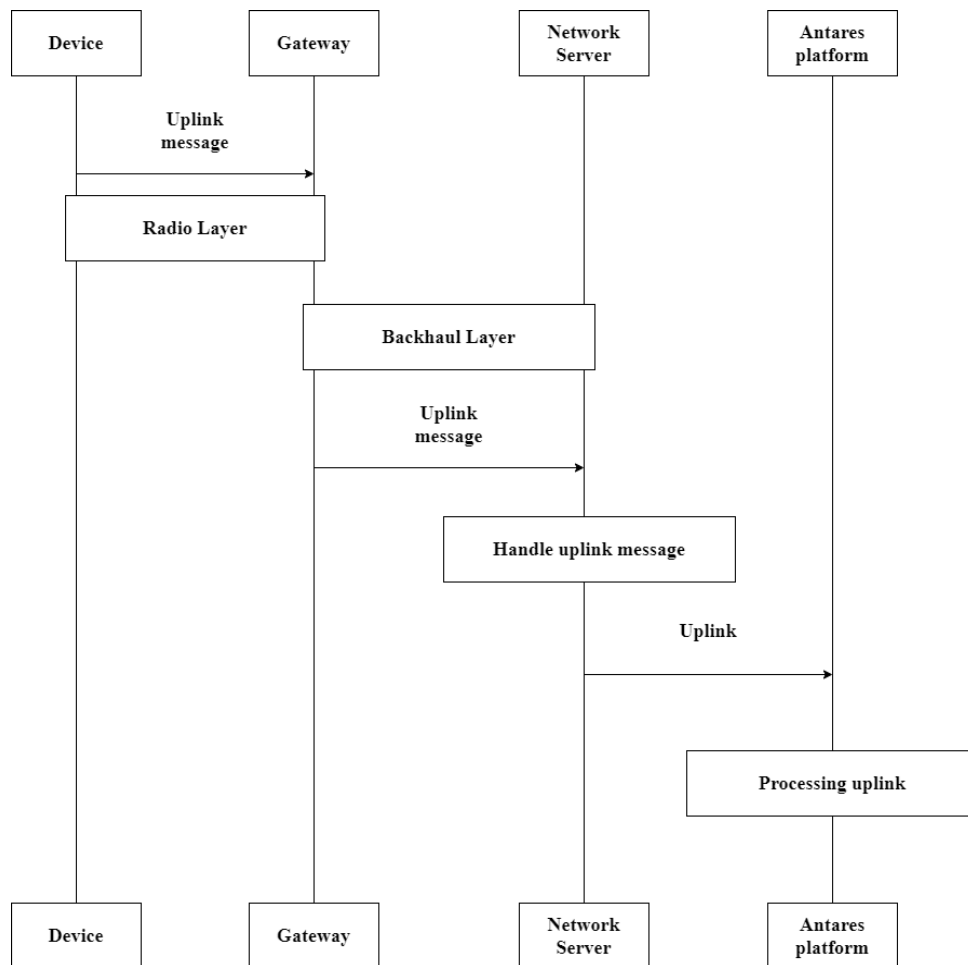 Device
Gateway
Network
Server
Antares
platform
Uplink
message
Radio Layer
Backhaul Layer
Uplink
message
Handle uplink message
Uplink
Processing uplink
Device
Gateway
Network
Server
Antares
platform